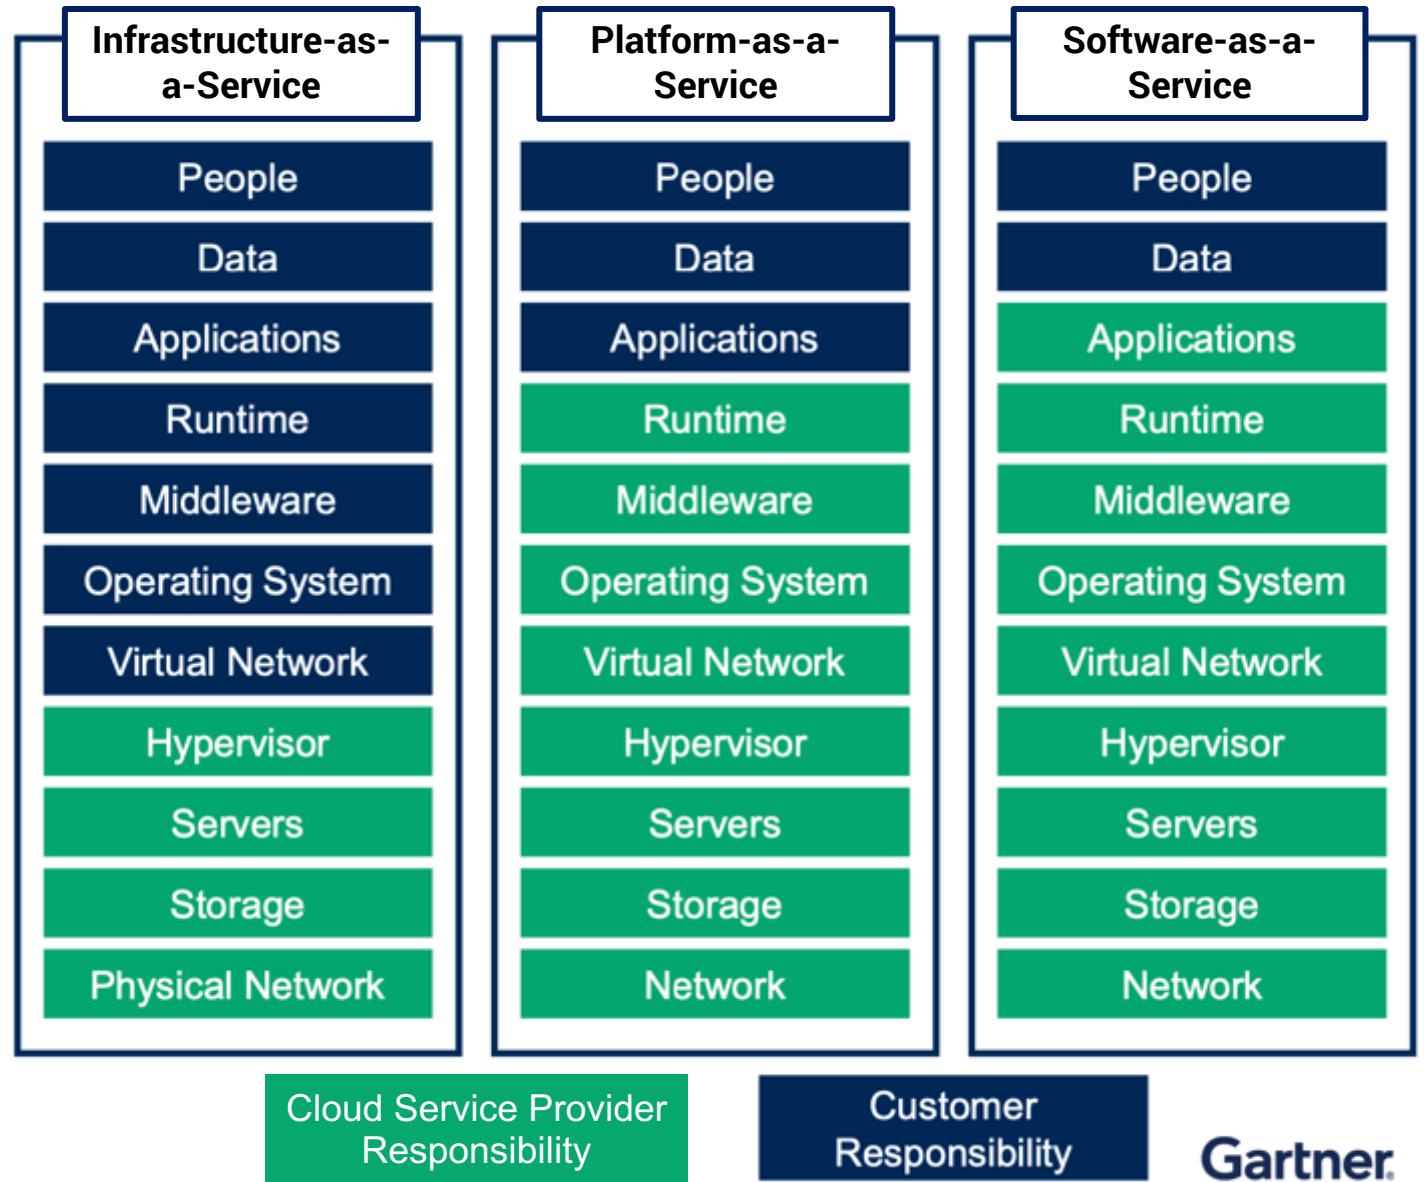 Infrastructure-as-
a-Service
People
Data
Applications
Runtime
Middleware
Operating System
Virtual Network
Hypervisor
Servers
Storage
Physical Network
Platform-as-a-
Service
People
Data
Applications
Runtime
Middleware
Operating System
Virtual Network
Hypervisor
Servers
Storage
Network
Software-as-a-
Service
People
Data
Applications
Runtime
Middleware
Operating System
Virtual Network
Hypervisor
Servers
Storage
Network
Cloud Service Provider
Responsibility
Customer
Responsibility
Gartner®